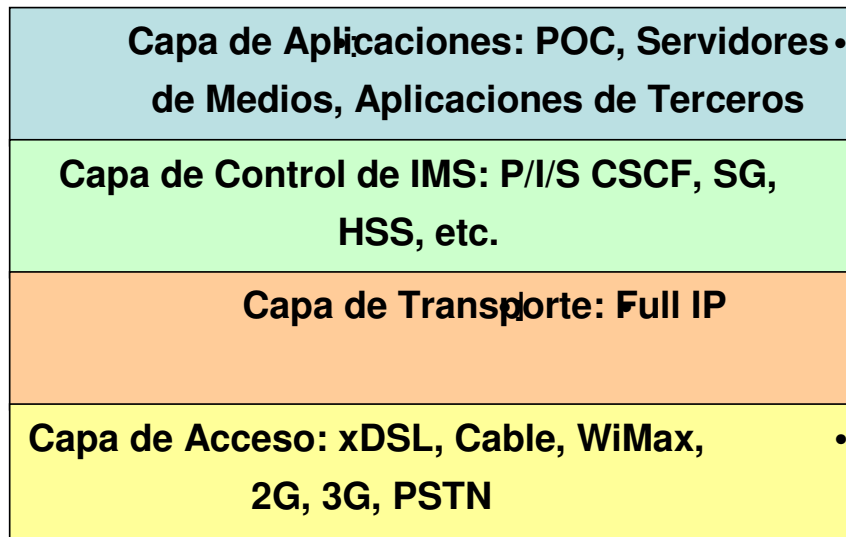 Capa de Aplicaciones: POC, Servidores
de Medios, Aplicaciones de Terceros
Capa de Control de IMS: P/I/S CSCF, SG,
HSS, etc.
Capa de Transporte: Full IP
Capa de Acceso: xDSL, Cable, WiMax,
2G, 3G, PSTN